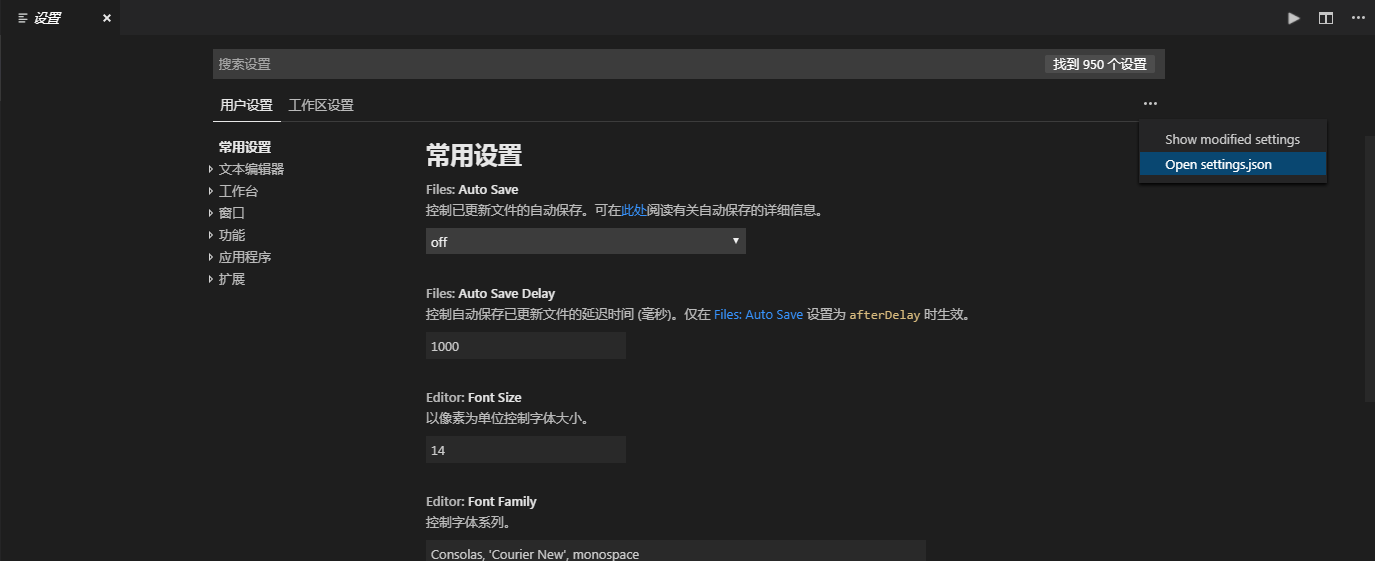 设置
搜索设置
找到 950 个设置
用户设置 工作区设置
Show modified settings
Open settings.json
常用设置
文本编辑器
工作台
窗口
功能
应用程序
扩展
常用设置
Files: Auto Save
控制已更新文件的自动保存。可在此处阅读有关自动保存的详细信息。
off
Files: Auto Save Delay
控制自动保存已更新文件的延迟时间 (毫秒)。仅在 Files: Auto Save 设置为 afterDelay 时生效。
1000
Editor: Font Size
以像素为单位控制字体大小。
14
Editor: Font Family
控制字体系列。
Consolas, 'Courier New', monospace